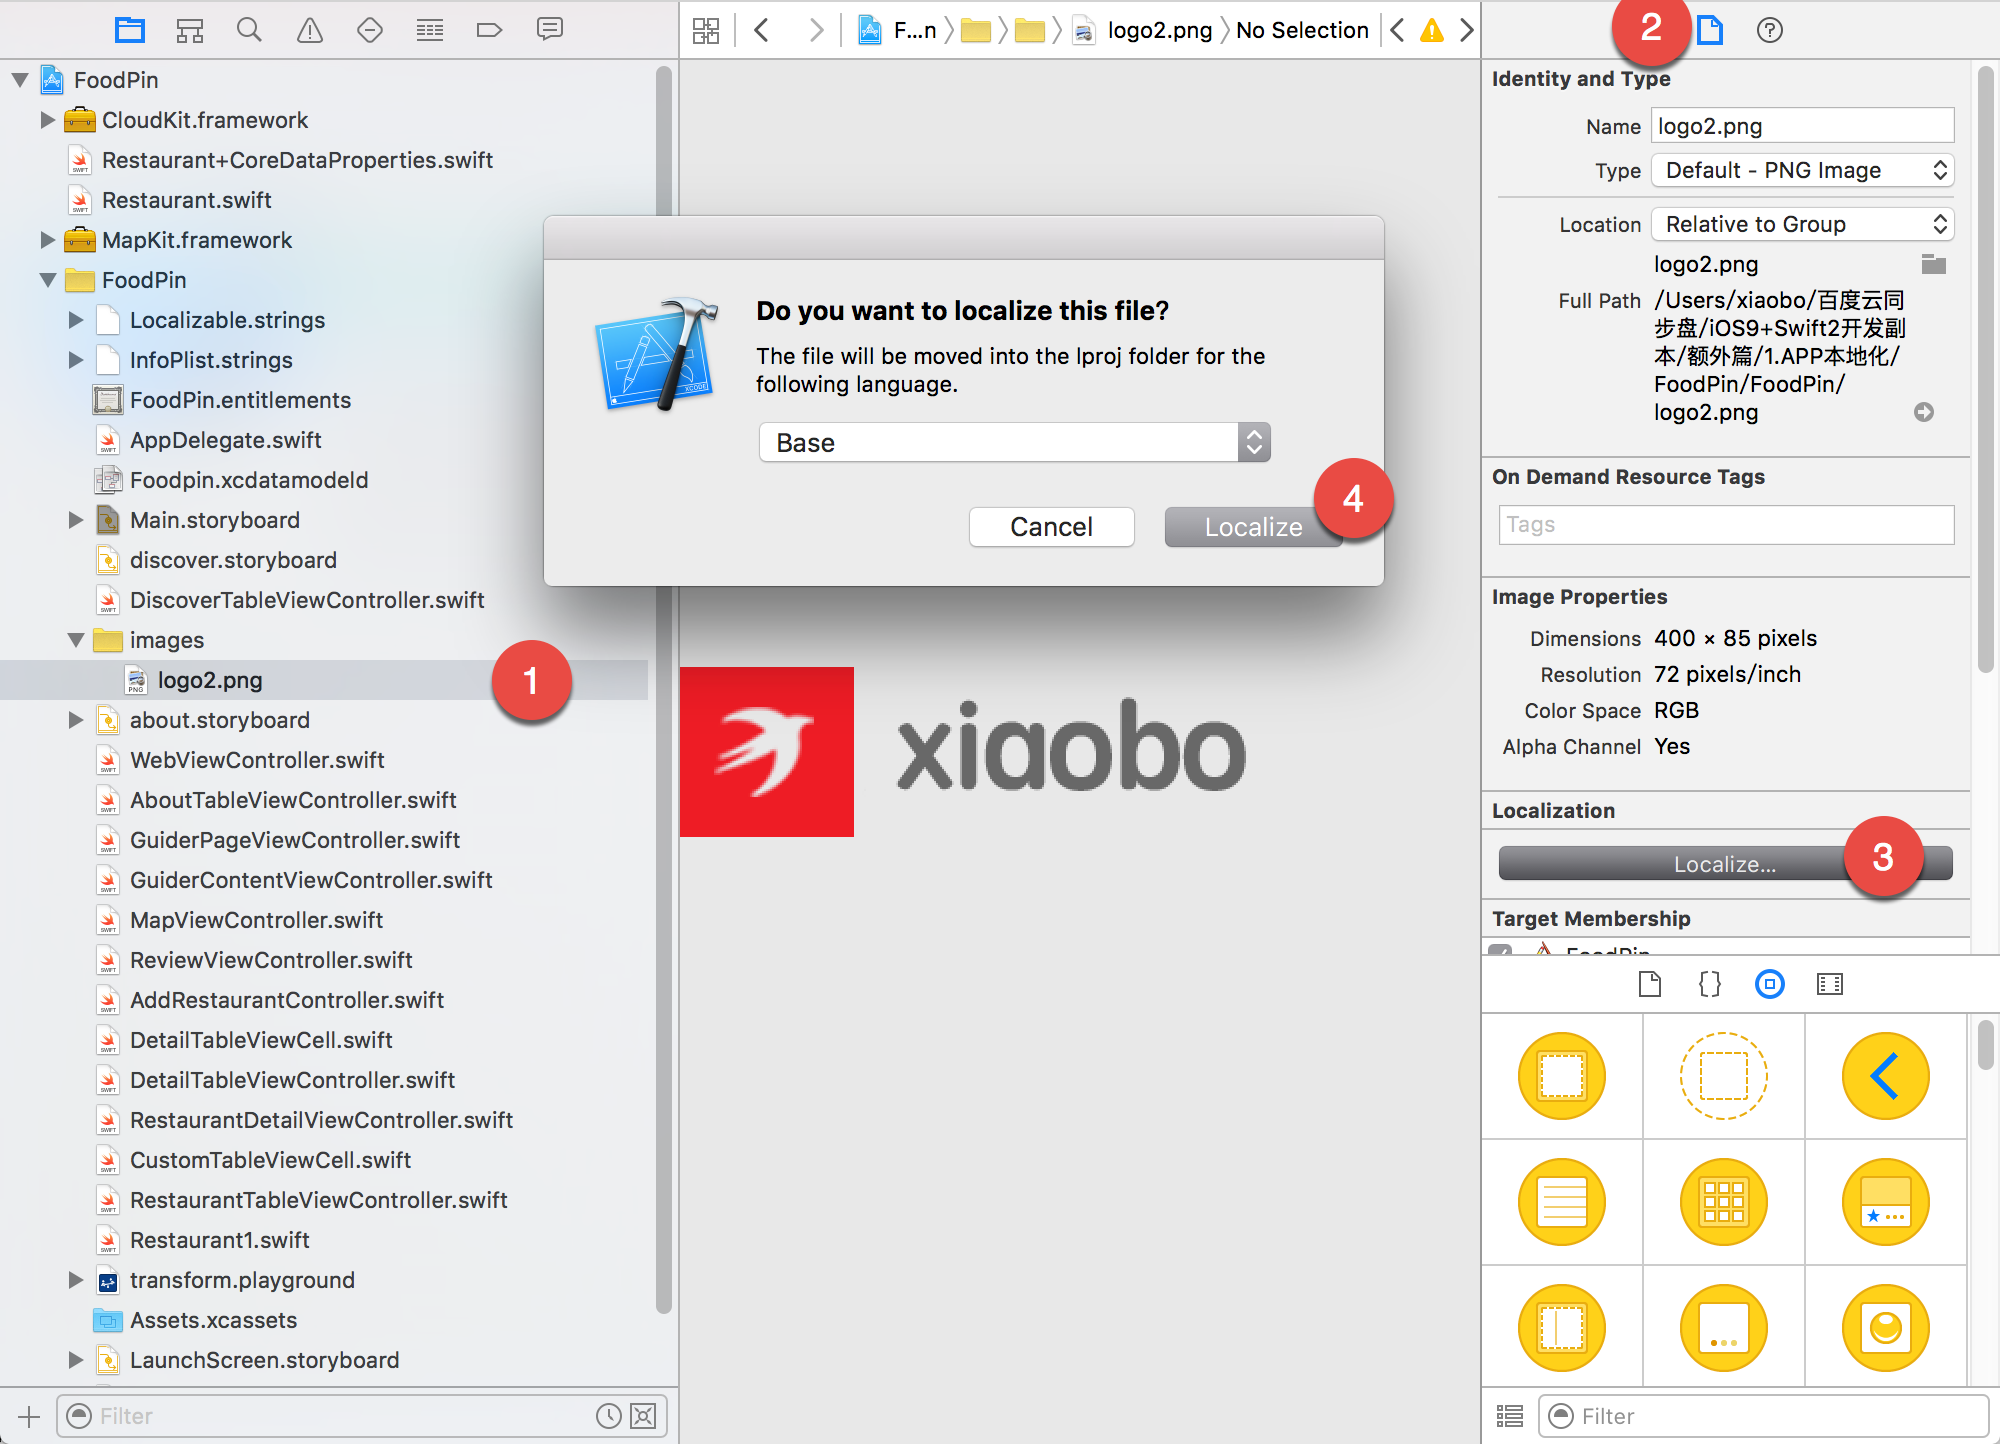 FoodPin
CloudKit.framework
Restaurant+CoreDataProperties.swift
Restaurant.swift
MapKit.framework
FoodPin
Localizable.strings
InfoPlist.strings
FoodPin.entitlements
AppDelegate.swift
Foodpin.xcdatamodeld
Main.storyboard
discover.storyboard
DiscoverTableViewController.swift
images
logo2.png
1
about.storyboard
WebViewController.swift
AboutTableViewController.swift
GuiderPageViewController.swift
GuiderContentViewController.swift
MapViewController.swift
ReviewViewController.swift
AddRestaurantController.swift
DetailTableViewCell.swift
DetailTableViewController.swift
RestaurantDetailViewController.swift
CustomTableViewCell.swift
RestaurantTableViewController.swift
Restaurant1.swift
transform.playground
Assets.xcassets
LaunchScreen.storyboard
Filter
F...n
logo2.png
No Selection
Do you want to localize this file?
The file will be moved into the lproj folder for the
following language.
Base
Cancel
Localize
4
xiaobo
2
Identity and Type
Name logo2.png
Type Default - PNG Image
Location Relative to Group
logo2.png
Full Path /Users/xiaobo/百度云同
步盘/iOS9+Swift2开发副
本/额外篇/1.APP本地化/
FoodPin/FoodPin/
logo2.png
On Demand Resource Tags
Tags
Image Properties
Dimensions 400 × 85 pixels
Resolution 72 pixels/inch
Color Space RGB
Alpha Channel Yes
Localization
Localize...
3
Target Membership
FoodPin
Filter